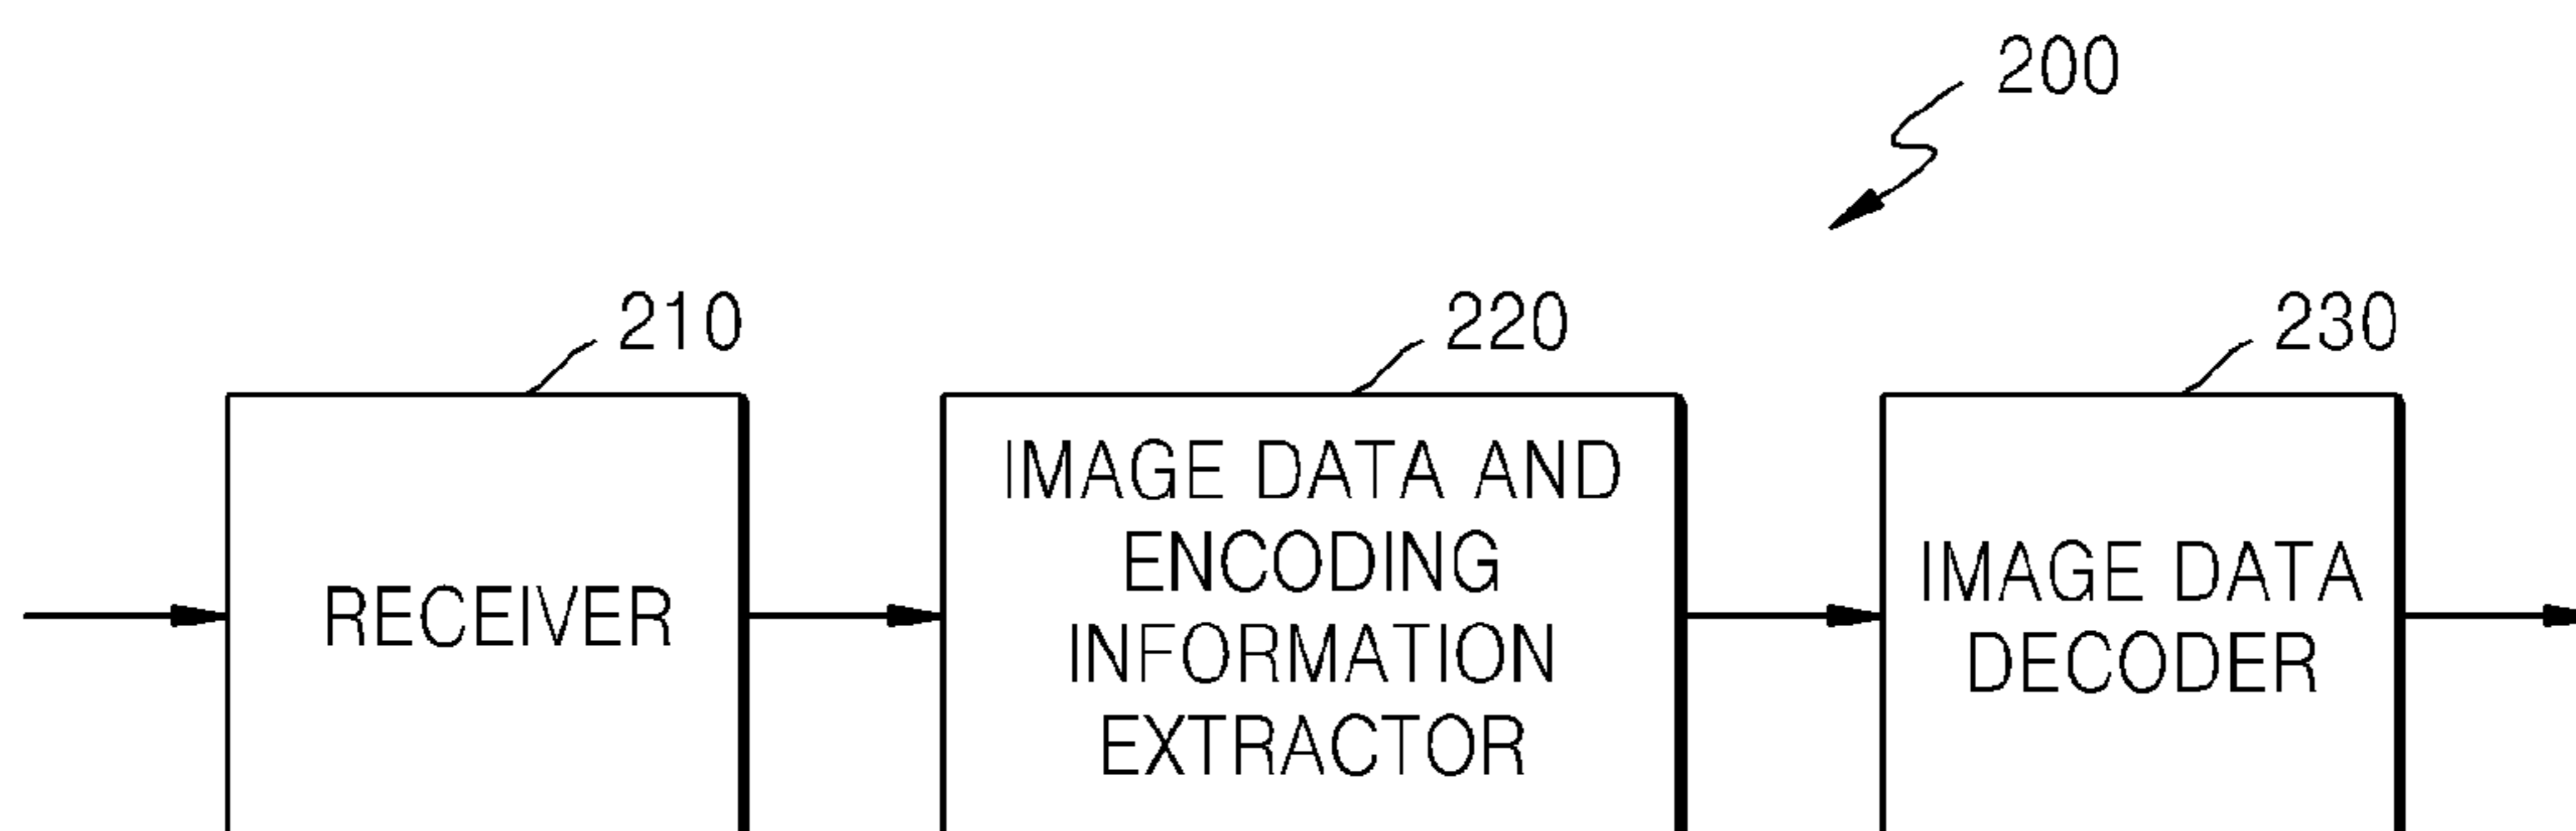 200
210
220
230
RECEIVER
IMAGE DATA AND
ENCODING
INFORMATION
EXTRACTOR
IMAGE DATA
DECODER